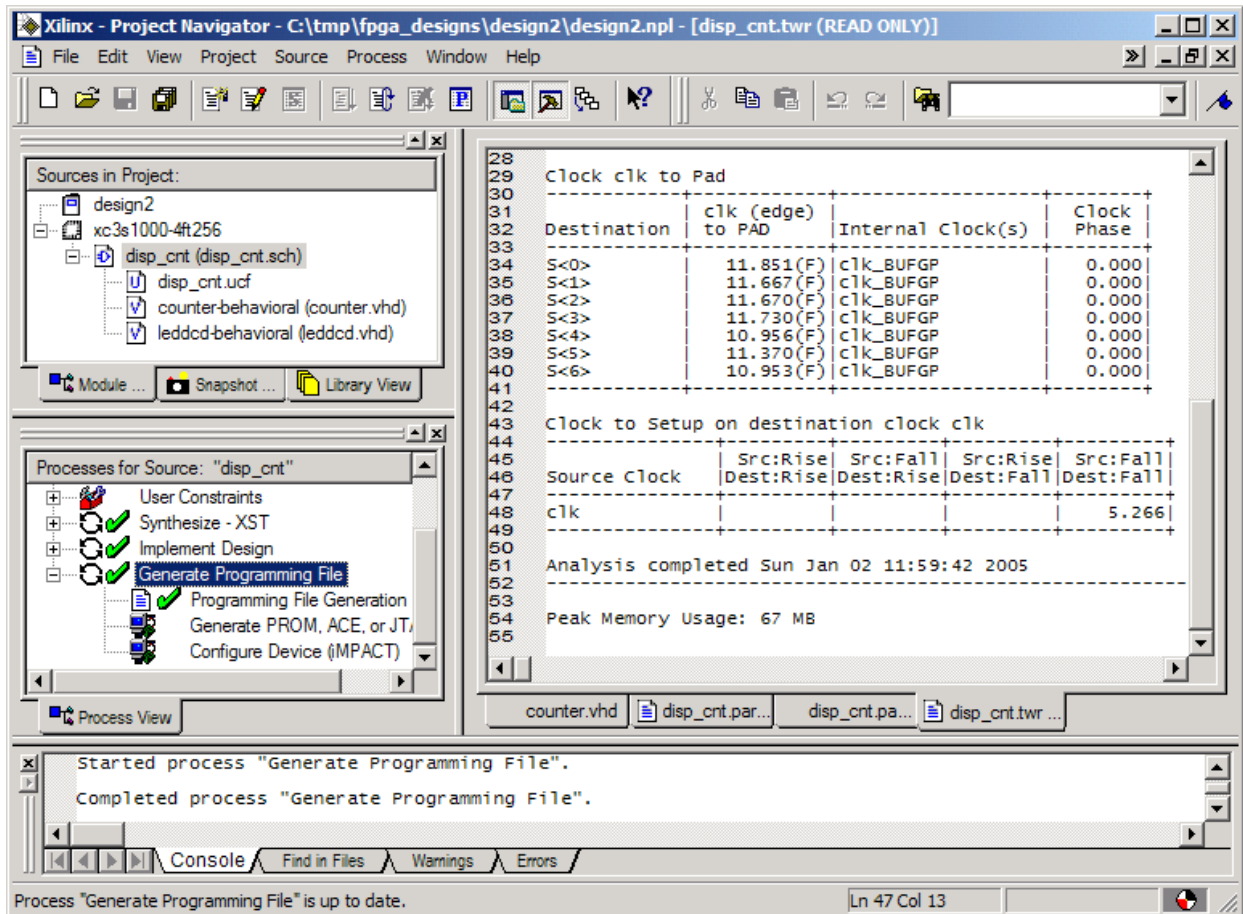 Xilinx - Project Navigator - C:\tmp\fpga_designs\design2\design2.npl - [disp_cnt.twr (READ ONLY)]
File Edit View Project Source Process Window Help
Sources in Project:
design2
xc3s1000-4ft256
disp_cnt (disp_cnt.sch)
disp_cnt.ucf
counter-behavioral (counter.vhd)
leddcd-behavioral (leddcd.vhd)
Module ... Snapshot ... Library View
Processes for Source: "disp_cnt"
User Constraints
Synthesize - XST
Implement Design
Generate Programming File
Programming File Generation
Generate PROM, ACE, or JTA
Configure Device (iMPACT)
Process View
28
29 Clock clk to Pad
30 ------------+------------+------------------+--------+
31 | clk (edge) | | Clock |
32 Destination | to PAD |Internal Clock(s) | Phase |
33 ------------+------------+------------------+--------+
34 S<0> | 11.851(F)|clk_BUFGP | 0.000|
35 S<1> | 11.667(F)|clk_BUFGP | 0.000|
36 S<2> | 11.670(F)|clk_BUFGP | 0.000|
37 S<3> | 11.730(F)|clk_BUFGP | 0.000|
38 S<4> | 10.956(F)|clk_BUFGP | 0.000|
39 S<5> | 11.370(F)|clk_BUFGP | 0.000|
40 S<6> | 10.953(F)|clk_BUFGP | 0.000|
41 ------------+------------+------------------+--------+
42
43 Clock to Setup on destination clock clk
44 ---------------+---------+---------+---------+---------+
45 | Src:Rise| Src:Fall| Src:Rise| Src:Fall|
46 Source Clock |Dest:Rise|Dest:Rise|Dest:Fall|Dest:Fall|
47 ---------------+---------+---------+---------+---------+
48 clk | | | | 5.266|
49 ---------------+---------+---------+---------+---------+
50
51 Analysis completed Sun Jan 02 11:59:42 2005
52 --------------------------------------------------------
53
54 Peak Memory Usage: 67 MB
55
counter.vhd disp_cnt.par... disp_cnt.pa... disp_cnt.twr ...
Started process "Generate Programming File".
Completed process "Generate Programming File".
Console Find in Files Warnings Errors
Process "Generate Programming File" is up to date. Ln 47 Col 13